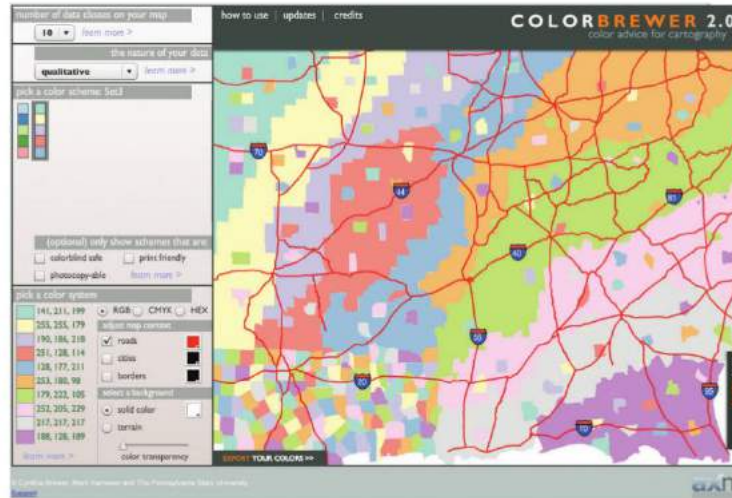 number of data classes on your map
10
learn more >
the nature of your data
qualitative
learn more >
pick a color scheme: Set3
(optional) only show schemes that are:
colorblind safe
print friendly
photocopy-able
learn more >
pick a color system
141, 211, 199
255, 255, 179
190, 186, 218
251, 128, 114
128, 177, 211
253, 180, 98
179, 222, 105
252, 205, 229
217, 217, 217
188, 128, 189
learn more >
RGB CMYK HEX
adjust map context
roads
cities
borders
select a background
solid color
terrain
color transparency
how to use | updates | credits
COLORBREWER 2.0
color advice for cartography
70
44
40
85
55
20
10
95
EXPORT YOUR COLORS >>
© Cynthia Brewer, Mark Harrower and The Pennsylvania State University
Support
axi